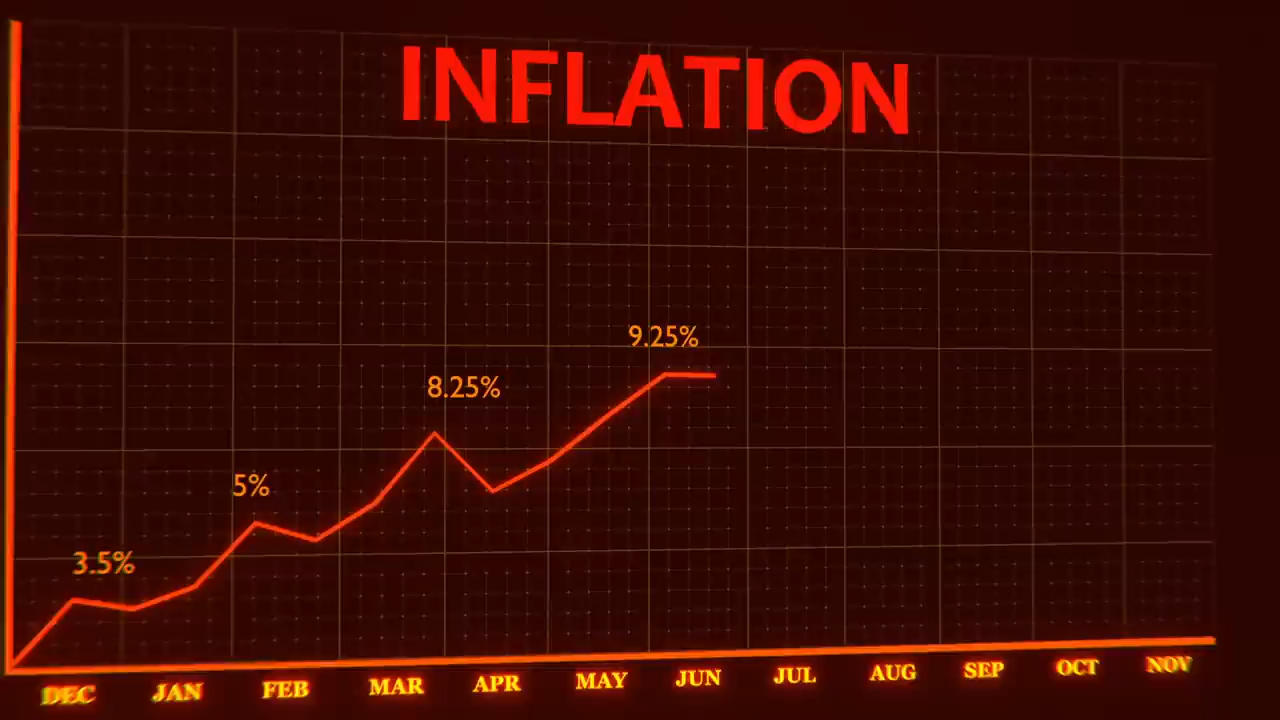 INFLATION
9.25%
8.25%
5%
3.5%
DEC JAN FEB MAR APR MAY JUN JUL AUG SEP OCT NOV